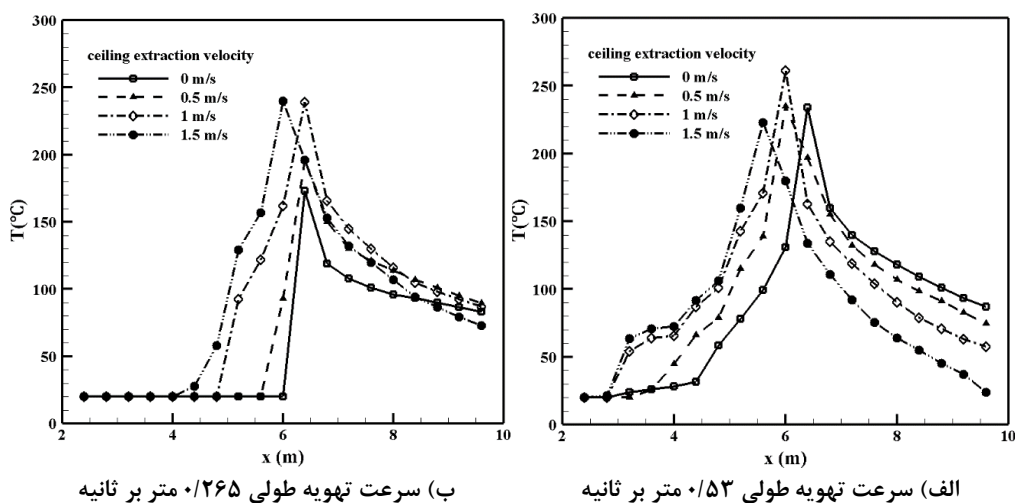 300
250
200
150
100
50
0
T(°C)
ceiling extraction velocity
0 m/s
0.5 m/s
1 m/s
1.5 m/s
2 4 6 8 10
x (m)
ب) سرعت تهویه طولی ۰/۲۶۵ متر بر ثانیه
300
250
200
150
100
50
0
T(°C)
ceiling extraction velocity
0 m/s
0.5 m/s
1 m/s
1.5 m/s
2 4 6 8 10
x (m)
الف) سرعت تهویه طولی ۰/۵۳ متر بر ثانیه